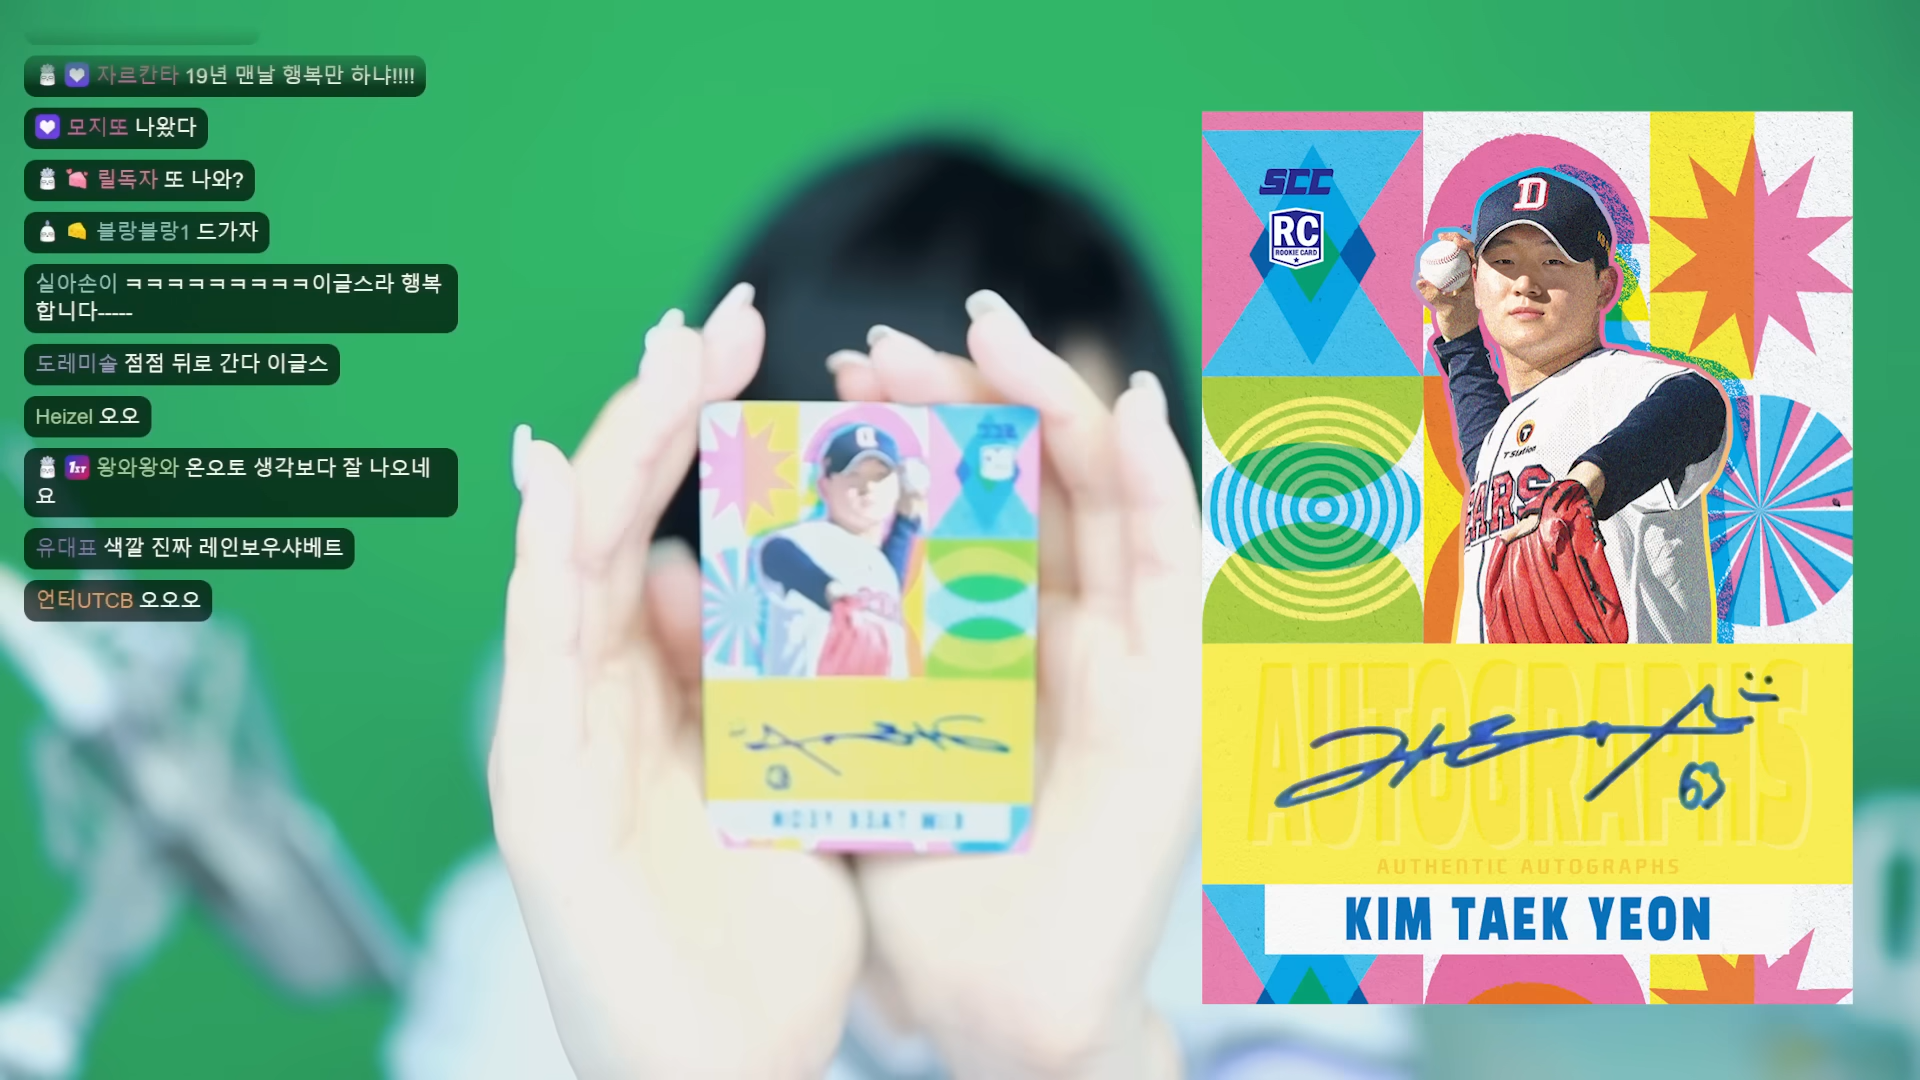 자르칸타 19년 맨날 행복만 하냐!!!!
모지또 나왔다
릴독자 또 나와?
블랑블랑1 드가자
실아손이 ㅋㅋㅋㅋㅋㅋㅋㅋㅋ이글스라 행복
합니다-----
도레미솔 점점 뒤로 간다 이글스
Heizel 오오
1ST 왕와왕와 온오토 생각보다 잘 나오네
요
유대표 색깔 진짜 레인보우샤베트
언터UTCB 오오오
SCC
RC
ROOKIE CARD
D
T
T Station
EARS
AUTOGRAPHS
63
AUTHENTIC AUTOGRAPHS
KIM TAEK YEON